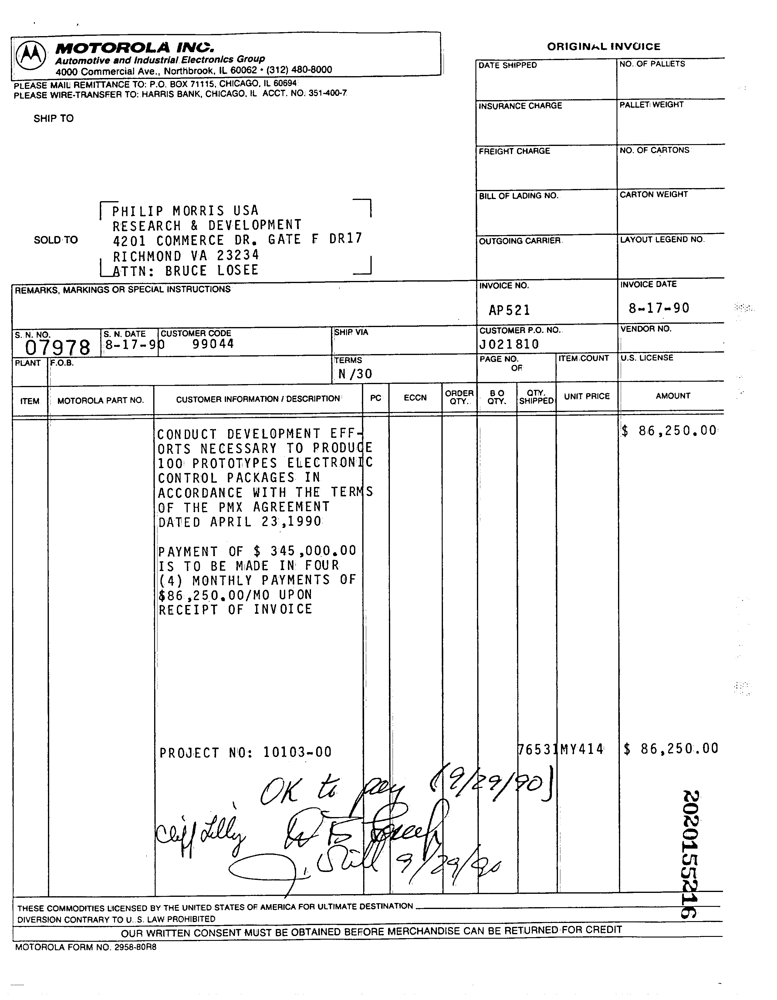 MOTOROLA INC.
Automotive and Industrial Electronics Group
4000 Commercial Ave., Northbrook, IL 60062 • (312) 480-8000
PLEASE MAIL REMITTANCE TO: P.O. BOX 71115, CHICAGO, IL 60694
PLEASE WIRE-TRANSFER TO: HARRIS BANK, CHICAGO, IL ACCT. NO. 351-400-7
ORIGINAL INVOICE
DATE SHIPPED
NO. OF PALLETS
INSURANCE CHARGE
PALLET WEIGHT
FREIGHT CHARGE
NO. OF CARTONS
BILL OF LADING NO.
CARTON WEIGHT
OUTGOING CARRIER
LAYOUT LEGEND NO.
SHIP TO
SOLD TO
PHILIP MORRIS USA
RESEARCH & DEVELOPMENT
4201 COMMERCE DR. GATE F DR17
RICHMOND VA 23234
ATTN: BRUCE LOSEE
REMARKS, MARKINGS OR SPECIAL INSTRUCTIONS
INVOICE NO.
AP521
INVOICE DATE
8-17-90
S. N. NO.
07978
S. N. DATE
8-17-90
CUSTOMER CODE
99044
SHIP VIA
CUSTOMER P.O. NO.
J021810
VENDOR NO.
PLANT
F.O.B.
TERMS
N/30
PAGE NO.
OF
ITEM COUNT
U.S. LICENSE
ITEM
MOTOROLA PART NO.
CUSTOMER INFORMATION / DESCRIPTION
PC
ECCN
ORDER QTY.
B O QTY.
QTY. SHIPPED
UNIT PRICE
AMOUNT
CONDUCT DEVELOPMENT EFF-
ORTS NECESSARY TO PRODUCE
100 PROTOTYPES ELECTRONIC
CONTROL PACKAGES IN
ACCORDANCE WITH THE TERMS
OF THE PMX AGREEMENT
DATED APRIL 23,1990
$ 86,250.00
PAYMENT OF $ 345,000.00
IS TO BE MADE IN FOUR
(4) MONTHLY PAYMENTS OF
$86,250.00/MO UPON
RECEIPT OF INVOICE
PROJECT NO: 10103-00
76531MY414
$ 86,250.00
OK to pay (9/29/90)
Cliff Lilly
9/29/90
2020155216
THESE COMMODITIES LICENSED BY THE UNITED STATES OF AMERICA FOR ULTIMATE DESTINATION
DIVERSION CONTRARY TO U. S. LAW PROHIBITED
OUR WRITTEN CONSENT MUST BE OBTAINED BEFORE MERCHANDISE CAN BE RETURNED FOR CREDIT
MOTOROLA FORM NO. 2958-80R8